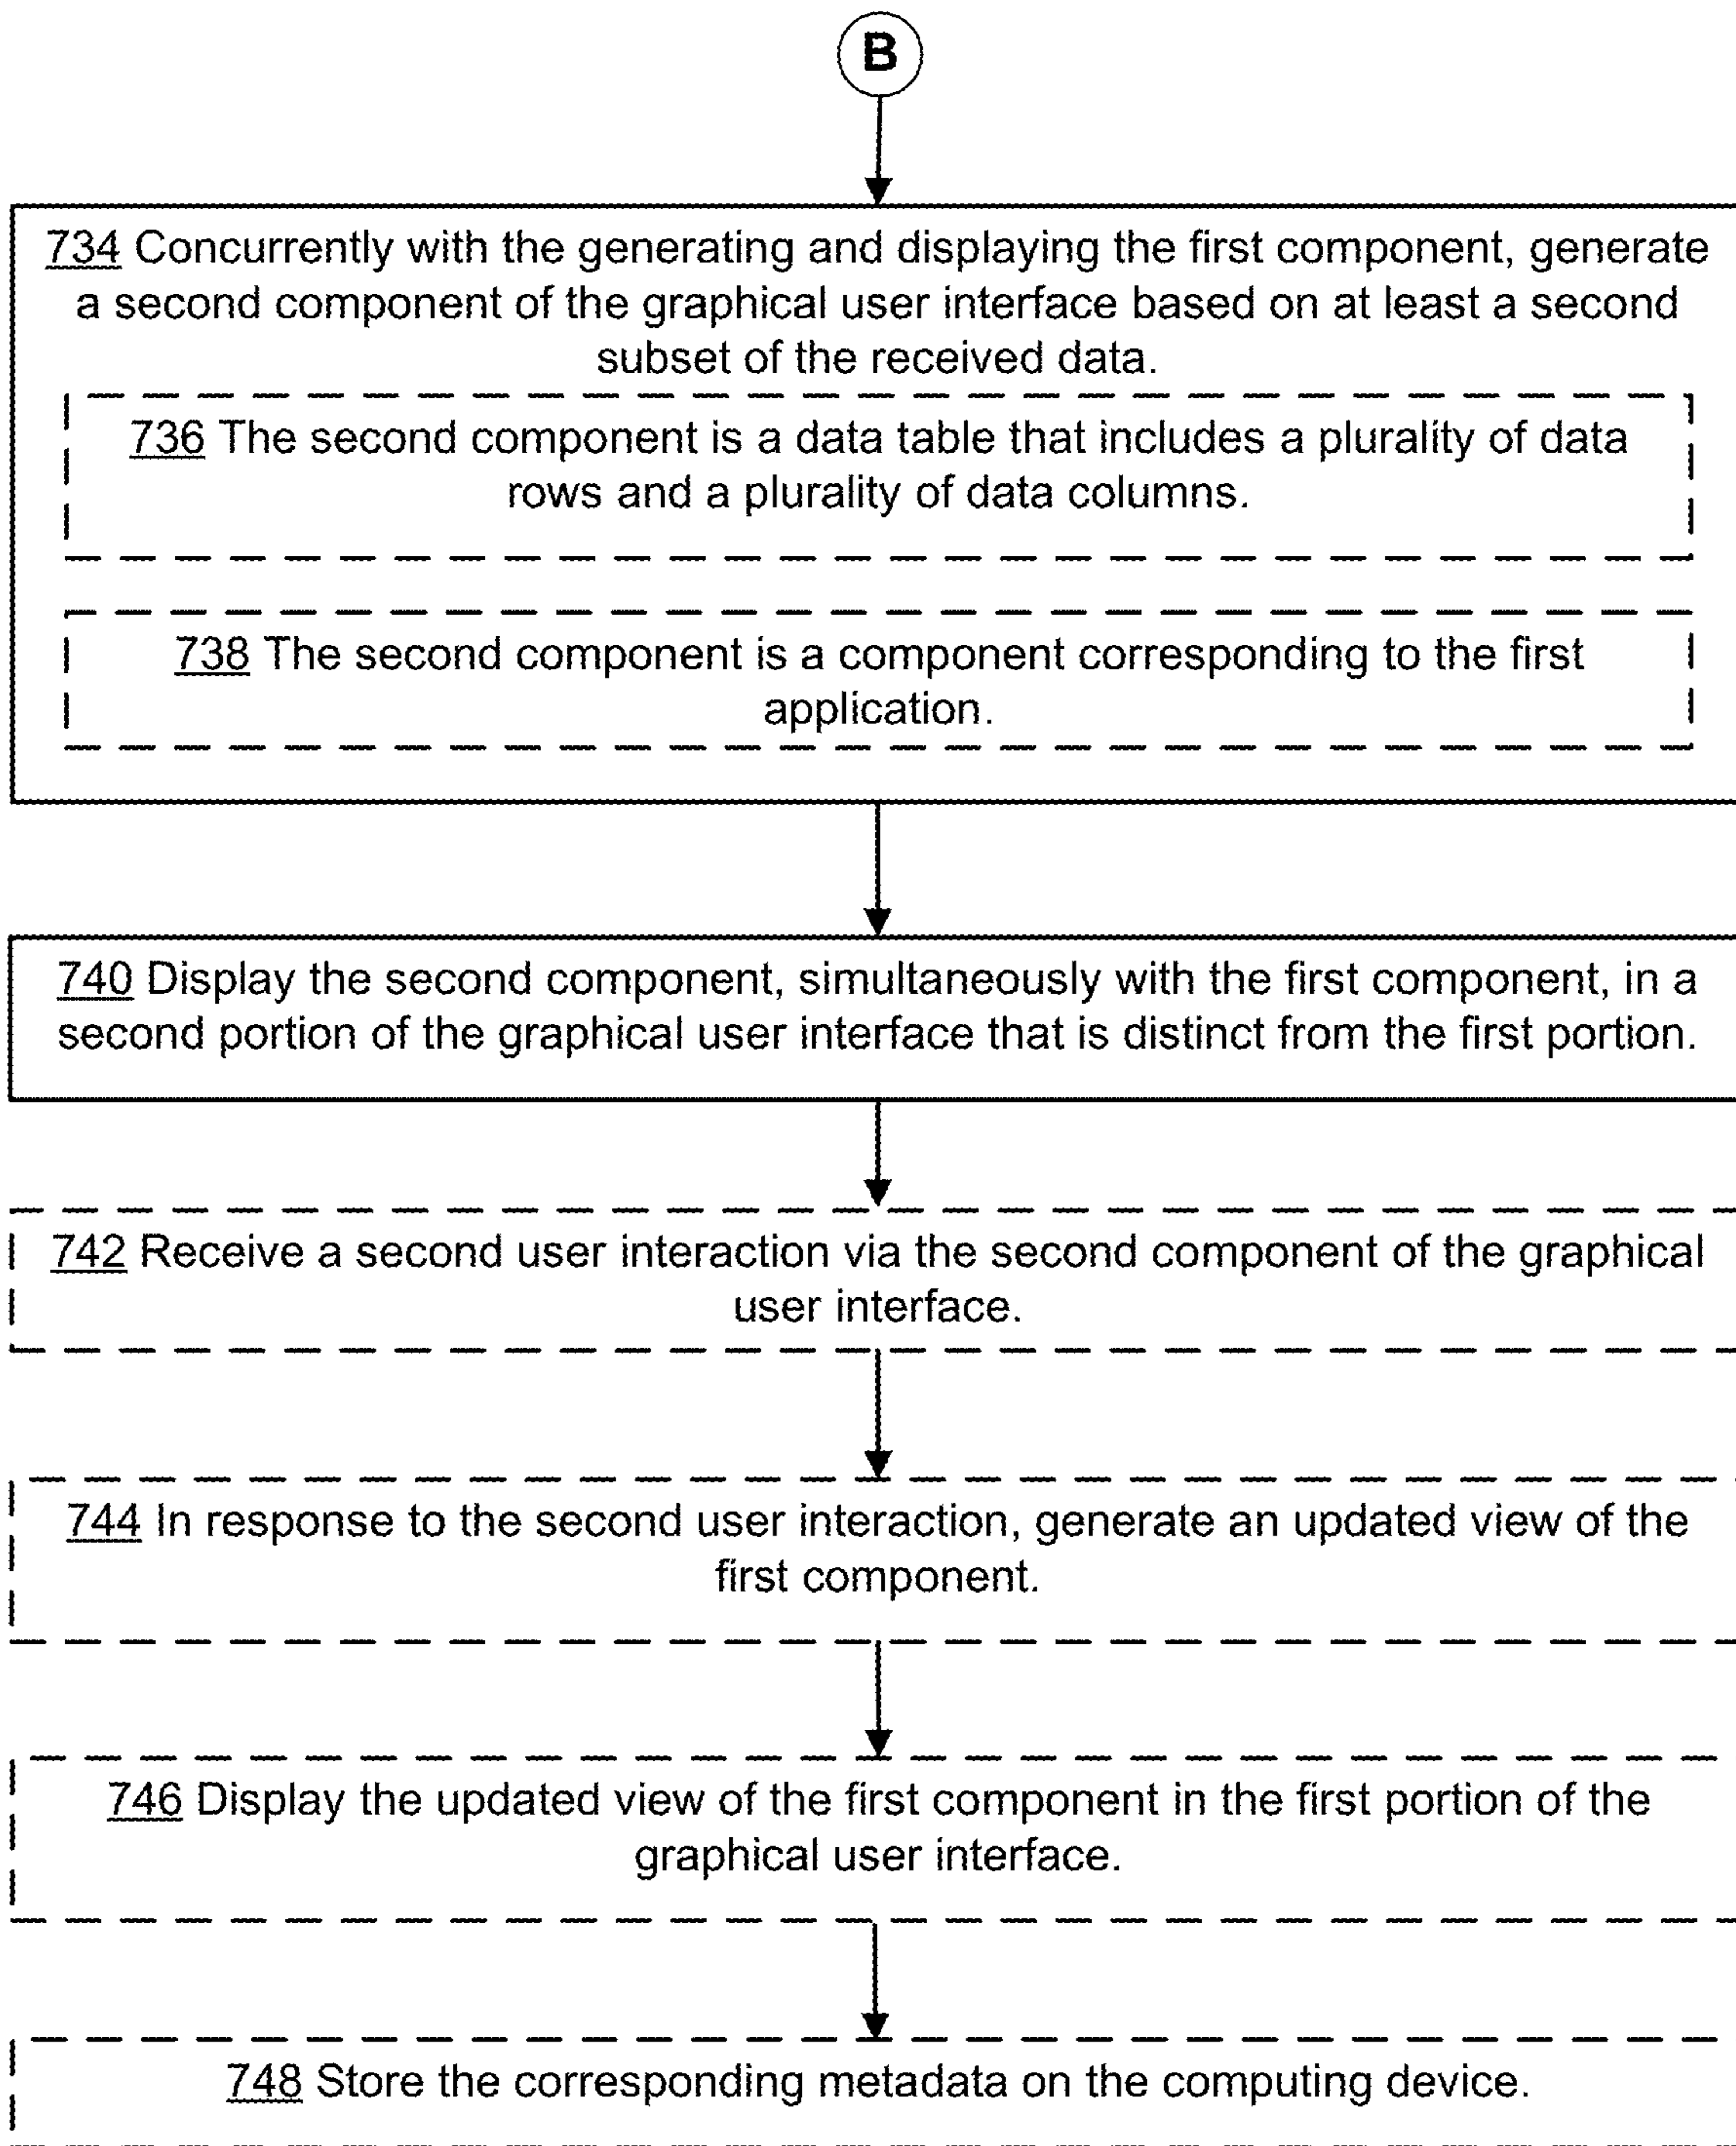 B
734 Concurrently with the generating and displaying the first component, generate
a second component of the graphical user interface based on at least a second
subset of the received data.
736 The second component is a data table that includes a plurality of data
rows and a plurality of data columns.
738 The second component is a component corresponding to the first
application.
740 Display the second component, simultaneously with the first component, in a
second portion of the graphical user interface that is distinct from the first portion.
742 Receive a second user interaction via the second component of the graphical
user interface.
744 In response to the second user interaction, generate an updated view of the
first component.
746 Display the updated view of the first component in the first portion of the
graphical user interface.
748 Store the corresponding metadata on the computing device.